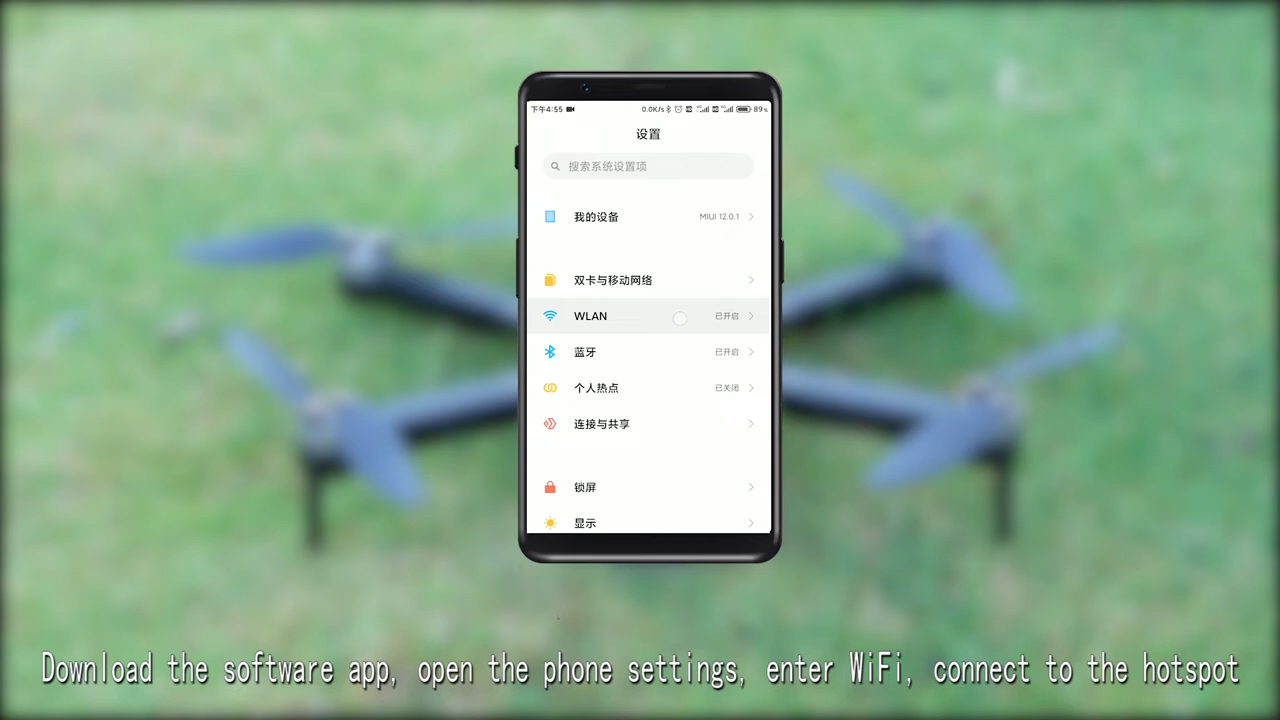 下午4:55 0.0K/s 89%
设置
搜索系统设置项
我的设备 MIUI 12.0.1
双卡与移动网络
WLAN 已开启
蓝牙 已开启
个人热点 已关闭
连接与共享
锁屏
显示
Download the software app, open the phone settings, enter WiFi, connect to the hotspot